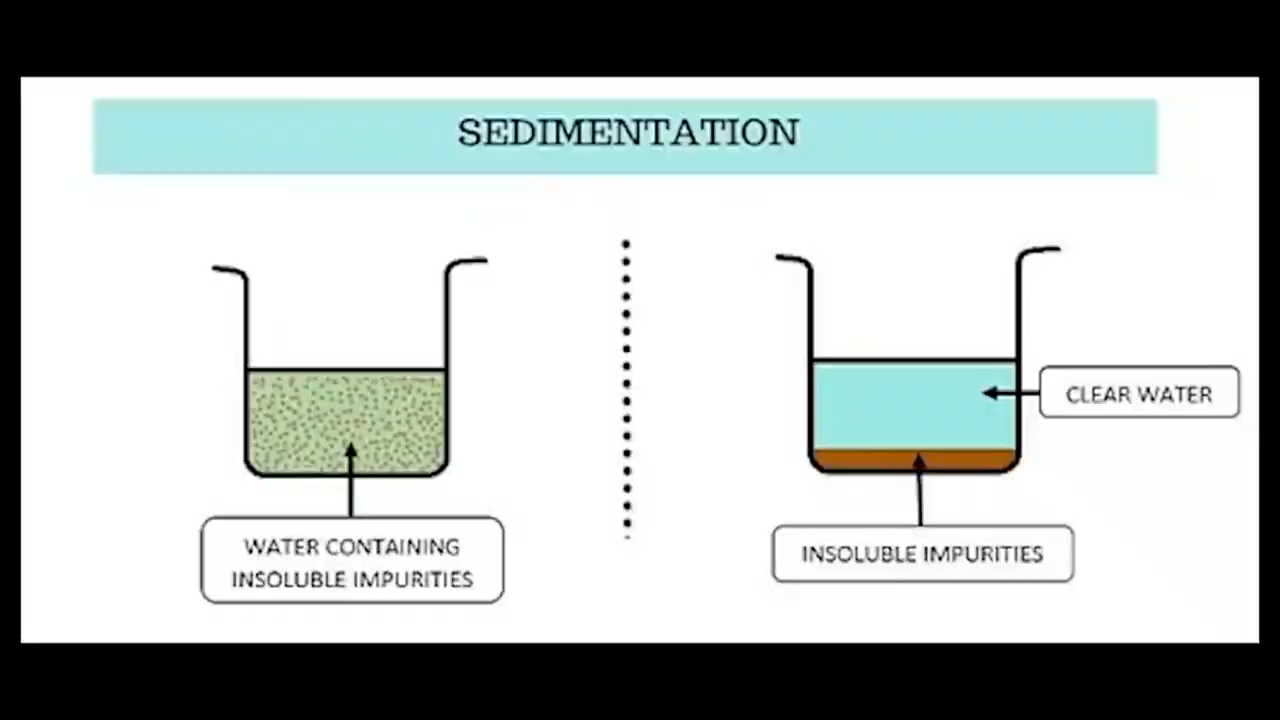 SEDIMENTATION
CLEAR WATER
WATER CONTAINING
INSOLUBLE IMPURITIES
INSOLUBLE IMPURITIES